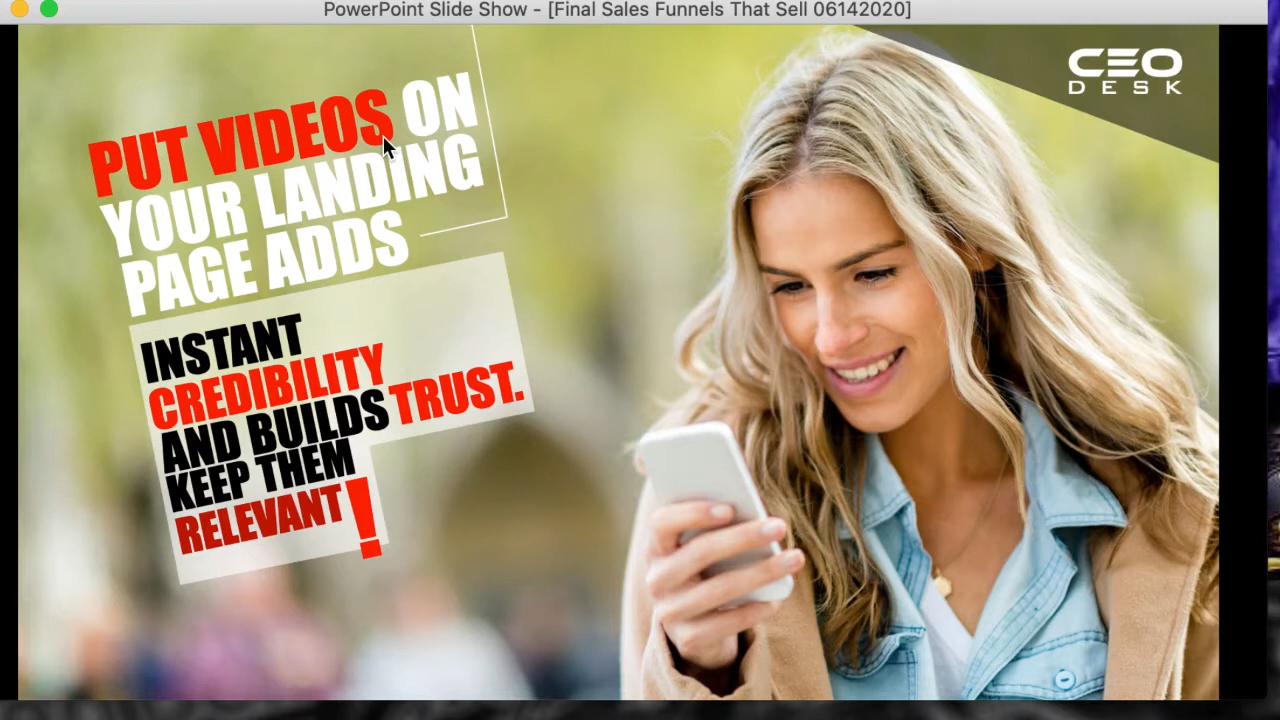 PowerPoint Slide Show - [Final Sales Funnels That Sell 06142020]
CEO
DESK
PUT VIDEOS ON
YOUR LANDING
PAGE ADDS
INSTANT
CREDIBILITY
AND BUILDS TRUST.
KEEP THEM
RELEVANT!